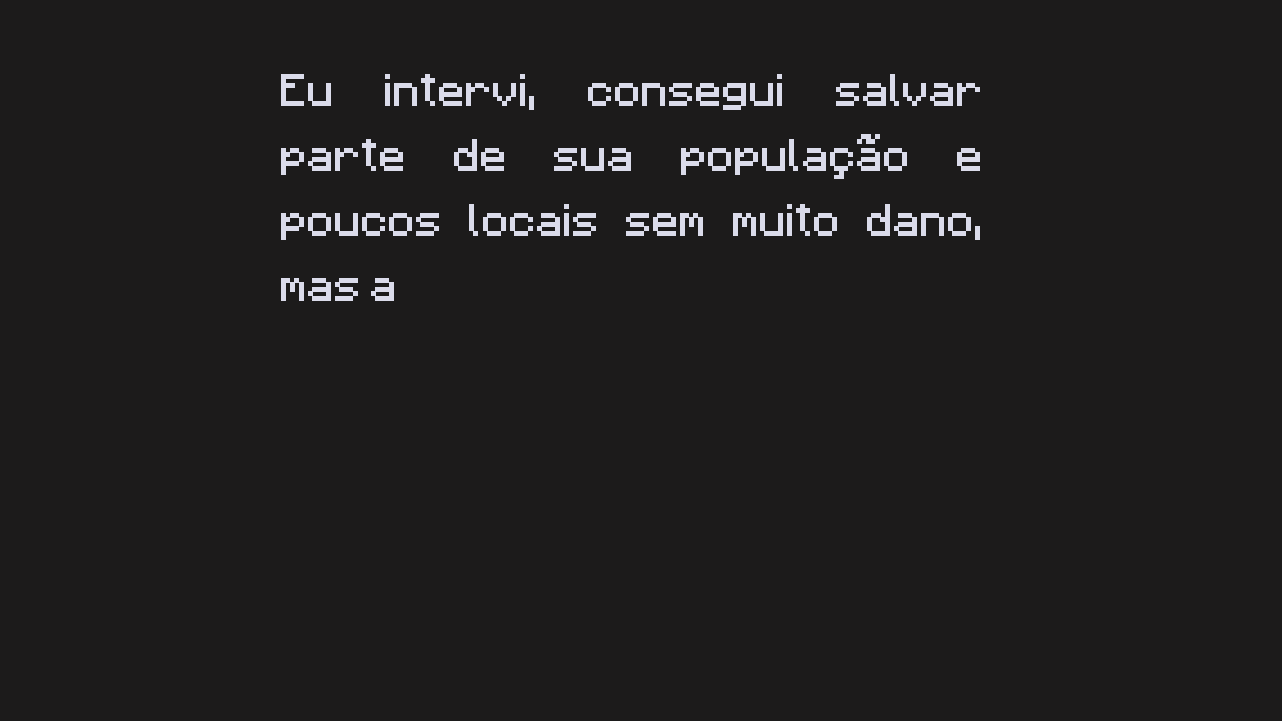 Eu intervi, consegui salvar
parte de sua população e
poucos locais sem muito dano,
mas a